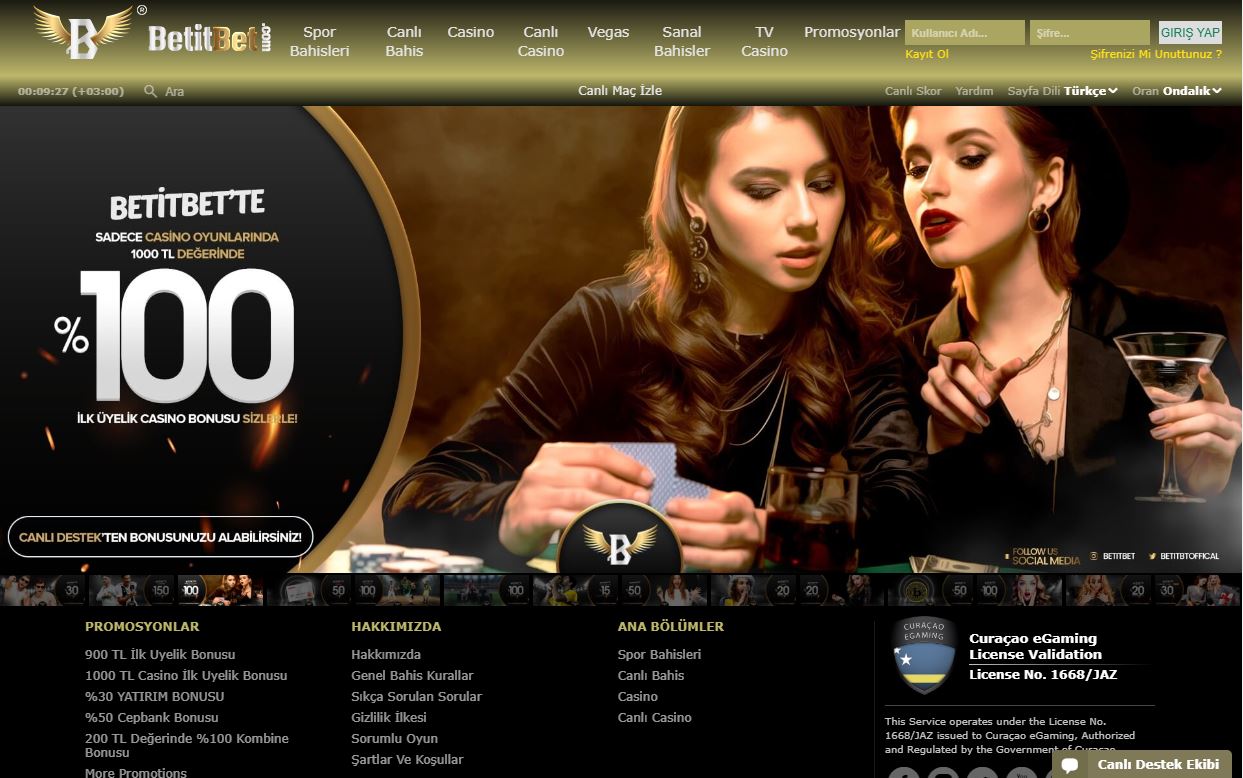 BetitBet.com ®
Spor Bahisleri
Canlı Bahis
Casino
Canlı Casino
Vegas
Sanal Bahisler
TV Casino
Promosyonlar
Kullanıcı Adı...
Şifre...
GIRIŞ YAP
Kayıt Ol
Şifrenizi Mi Unuttunuz ?
00:09:27 (+03:00)
Ara
Canlı Maç İzle
Canlı Skor
Yardım
Sayfa Dili Türkçe
Oran Ondalık
BETİTBET'TE
SADECE CASİNO OYUNLARINDA
1000 TL DEĞERİNDE
%100
İLK ÜYELİK CASINO BONUSU SİZLERLE!
CANLI DESTEK'TEN BONUSUNUZU ALABİLİRSİNİZ!
B
FOLLOW US
SOCIAL MEDIA
BETITBET
BETITBTOFFICAL
30
150
100
50
100
100
15
50
20
20
50
100
20
30
PROMOSYONLAR
900 TL İlk Uyelik Bonusu
1000 TL Casino İlk Uyelik Bonusu
%30 YATIRIM BONUSU
%50 Cepbank Bonusu
200 TL Değerinde %100 Kombine
Bonusu
More Promotions
HAKKIMIZDA
Hakkımızda
Genel Bahis Kurallar
Sıkça Sorulan Sorular
Gizlilik İlkesi
Sorumlu Oyun
Şartlar Ve Koşullar
ANA BÖLÜMLER
Spor Bahisleri
Canlı Bahis
Casino
Canlı Casino
CURAÇAO
EGAMING
Curaçao eGaming
License Validation
License No. 1668/JAZ
This Service operates under the License No.
1668/JAZ issued to Curaçao eGaming, Authorized
and Regulated by the Government of Curaçao
Canlı Destek Ekibi